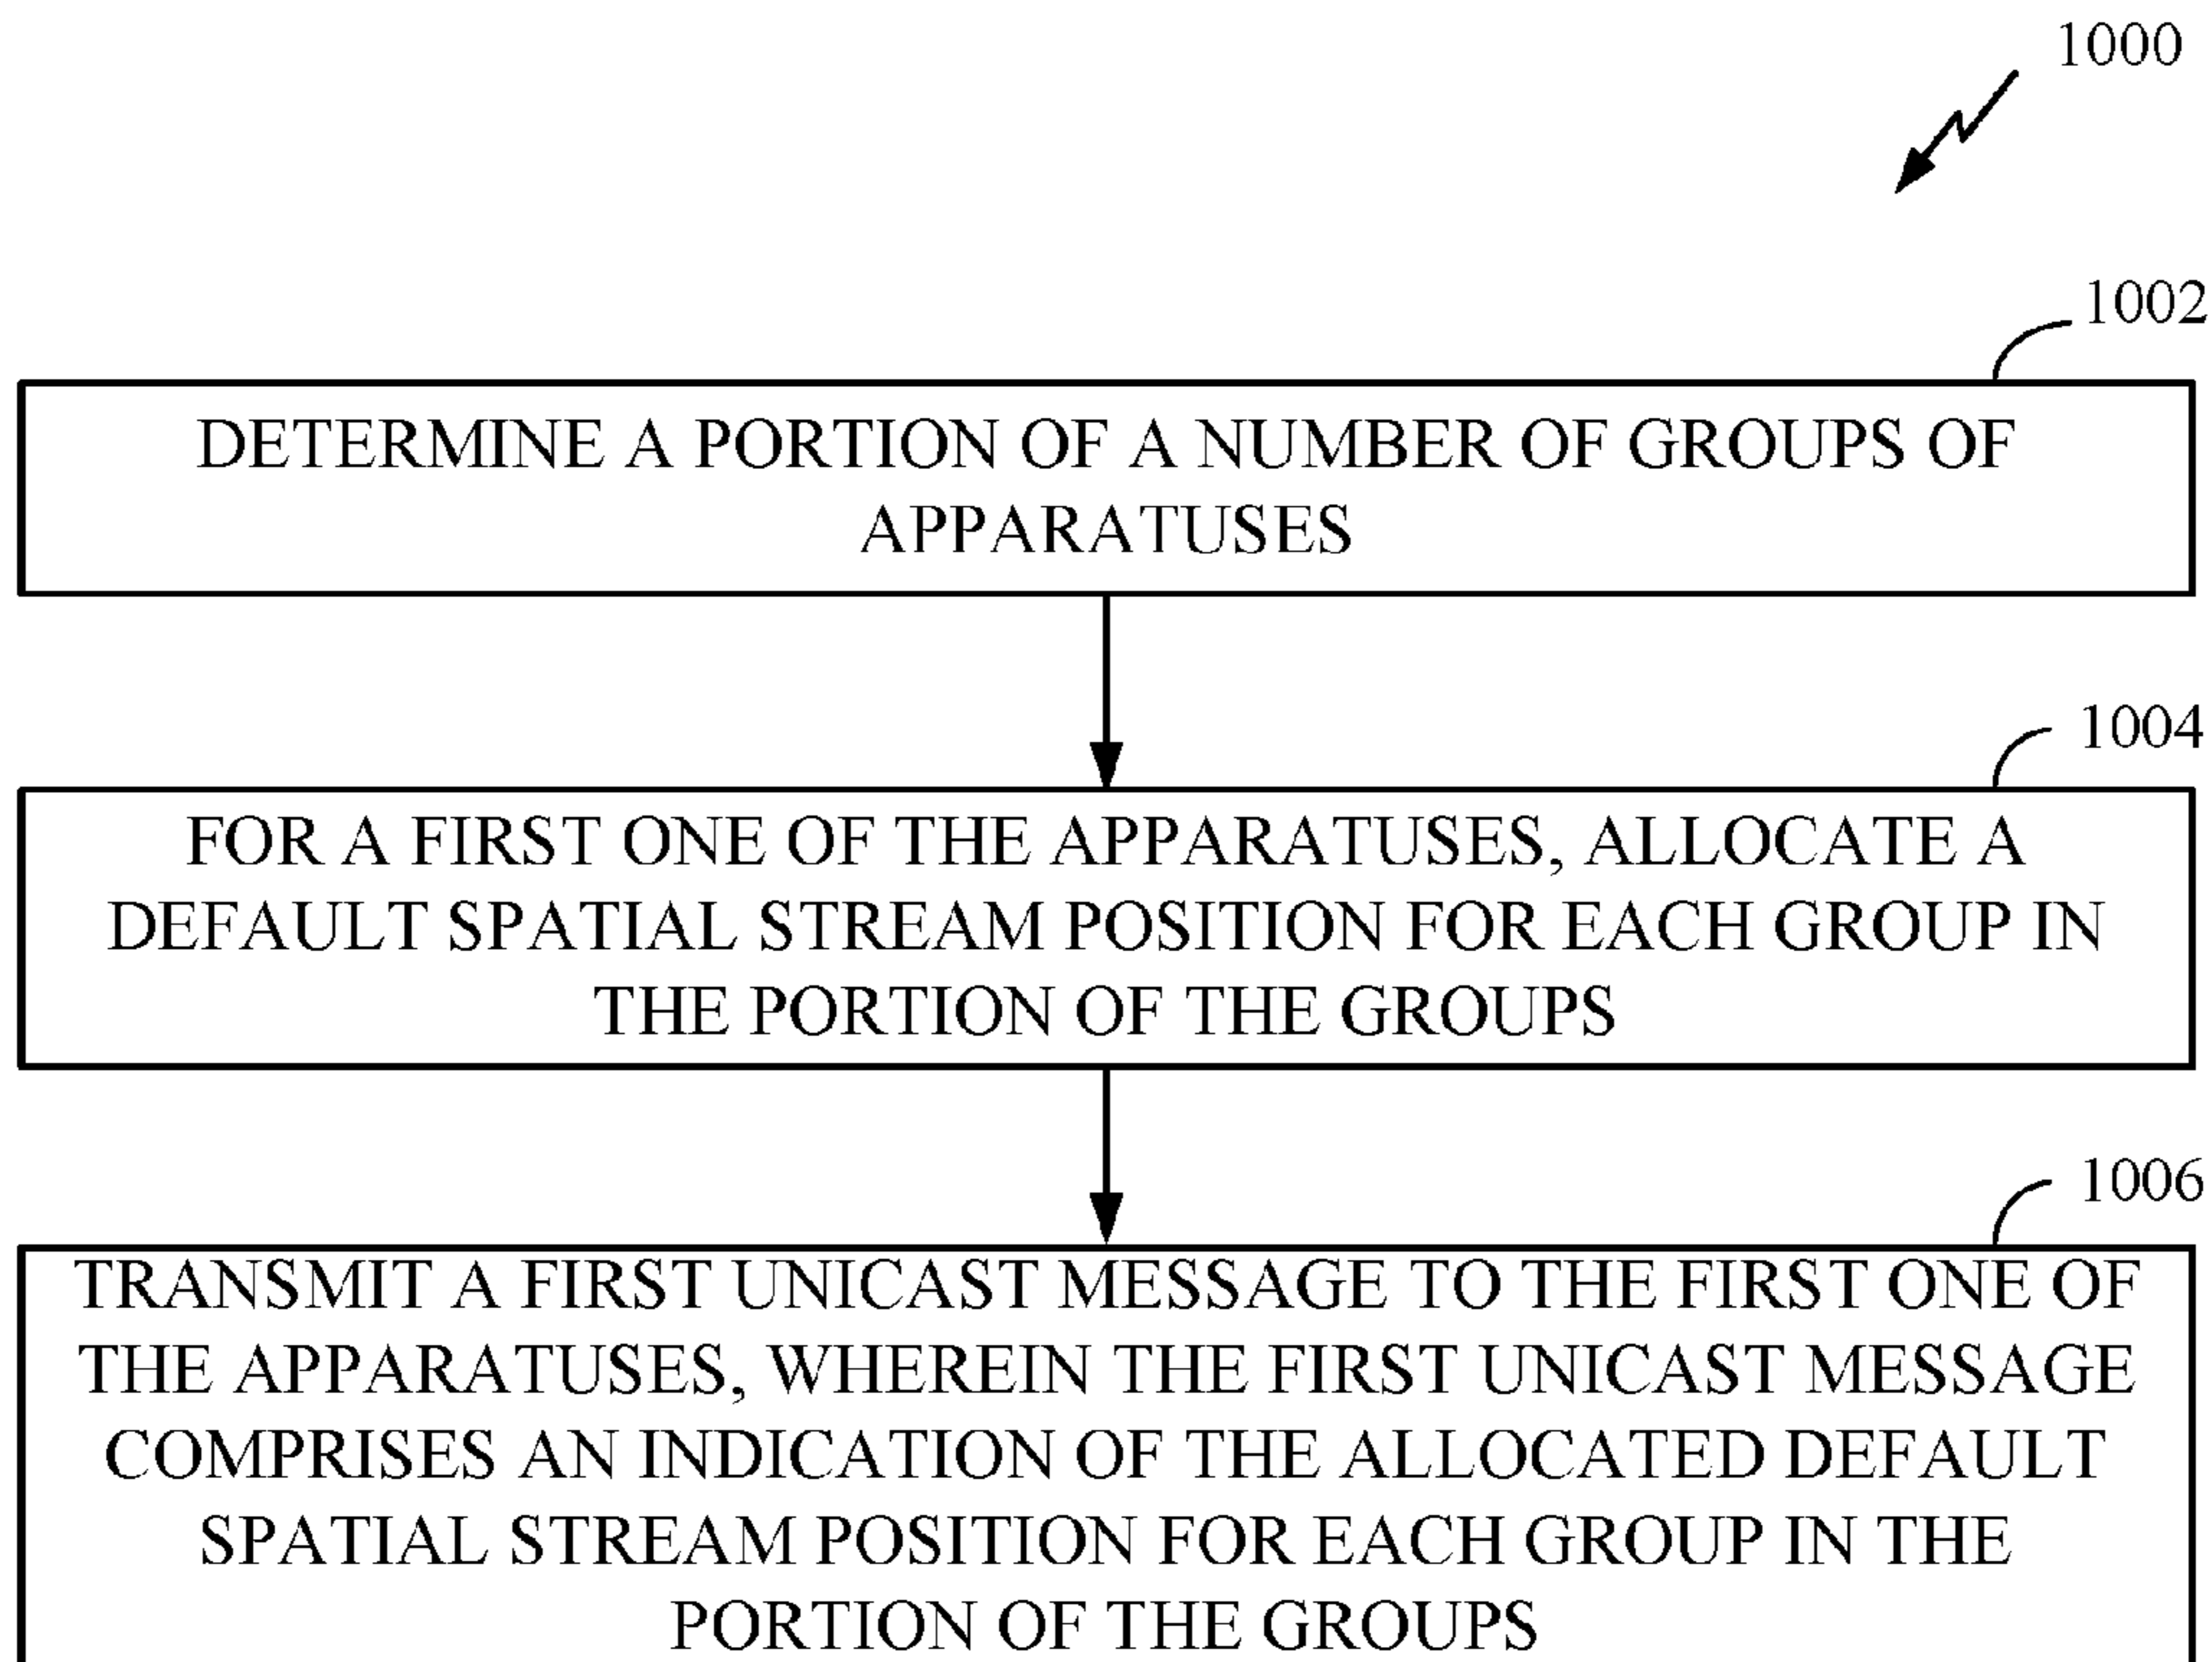 1000
1002
DETERMINE A PORTION OF A NUMBER OF GROUPS OF
APPARATUSES
1004
FOR A FIRST ONE OF THE APPARATUSES, ALLOCATE A
DEFAULT SPATIAL STREAM POSITION FOR EACH GROUP IN
THE PORTION OF THE GROUPS
1006
TRANSMIT A FIRST UNICAST MESSAGE TO THE FIRST ONE OF
THE APPARATUSES, WHEREIN THE FIRST UNICAST MESSAGE
COMPRISES AN INDICATION OF THE ALLOCATED DEFAULT
SPATIAL STREAM POSITION FOR EACH GROUP IN THE
PORTION OF THE GROUPS